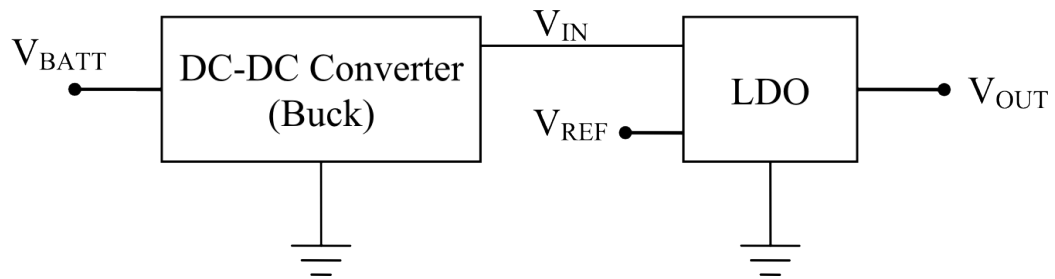 V_BATT
DC-DC Converter
(Buck)
V_IN
V_REF
LDO
V_OUT